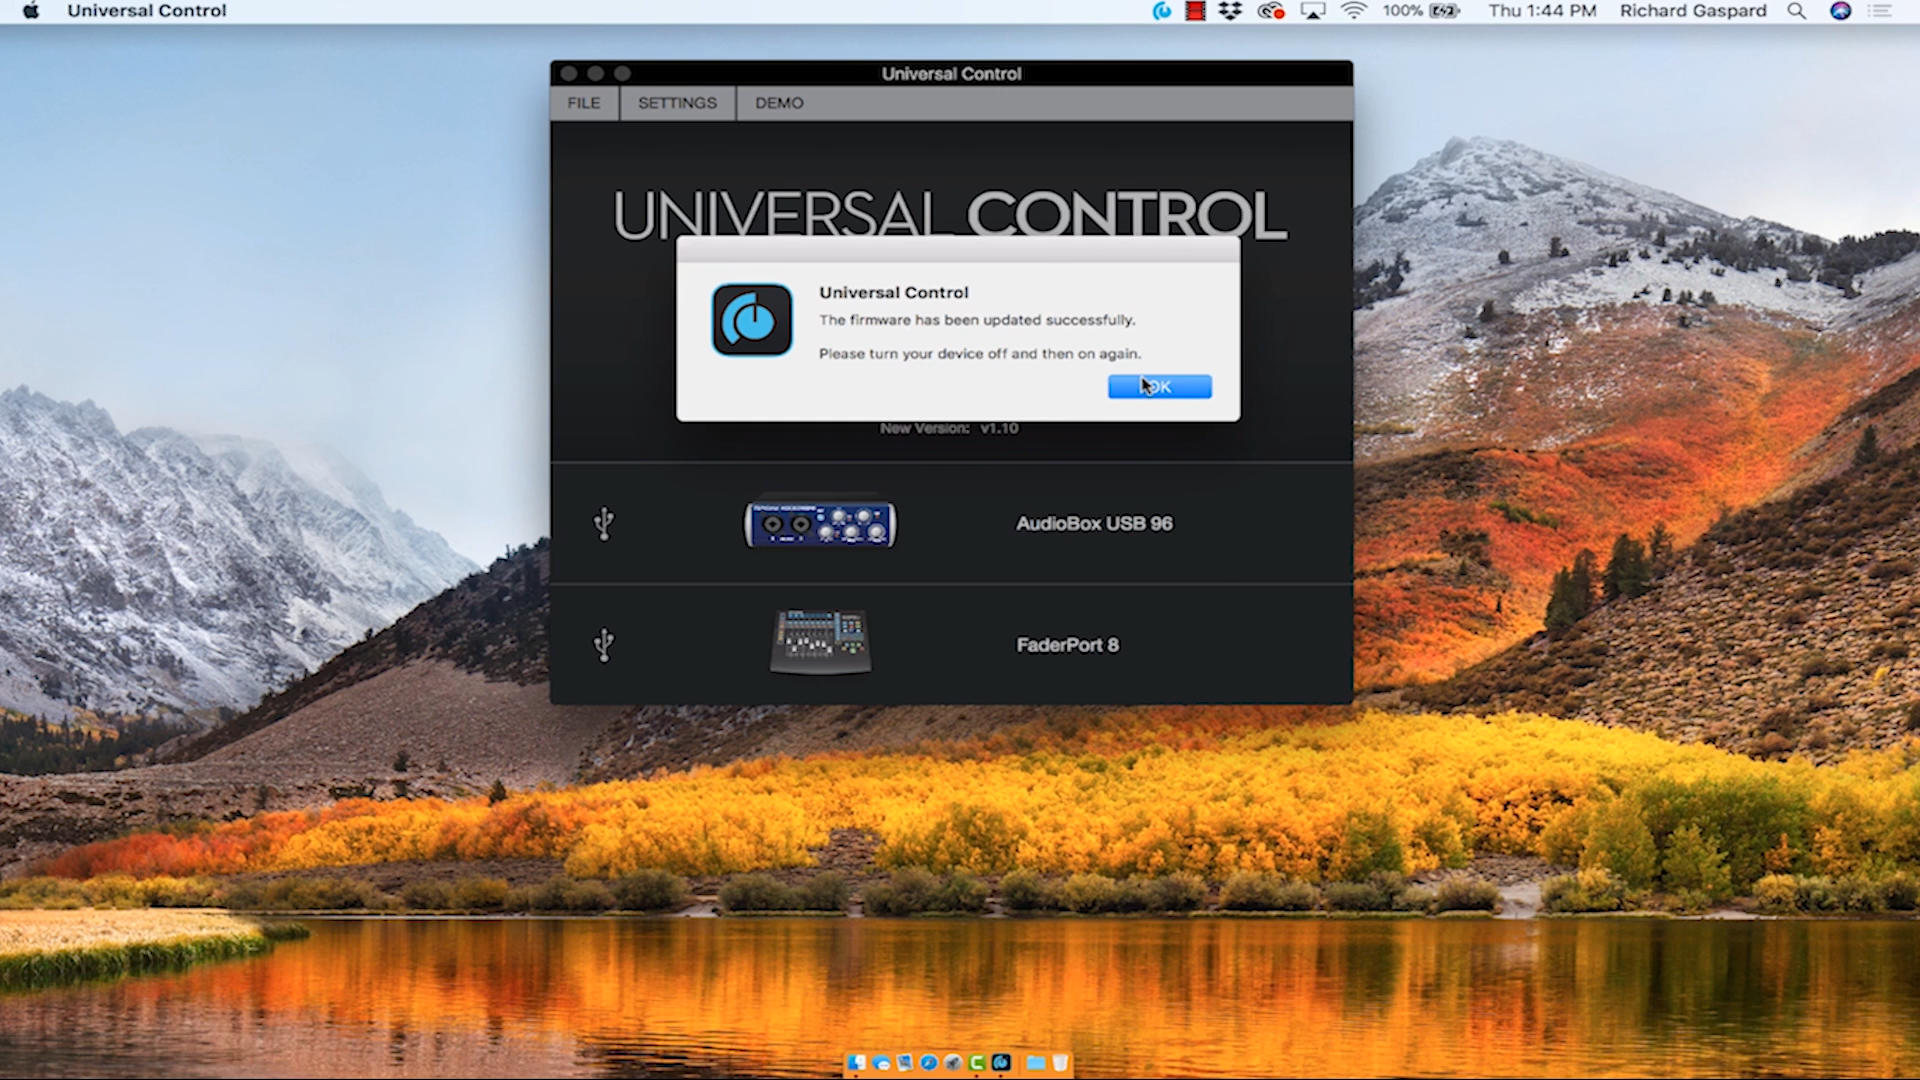 Universal Control
100%
Thu 1:44 PM
Richard Gaspard
Universal Control
FILE
SETTINGS
DEMO
UNIVERSAL CONTROL
Universal Control
The firmware has been updated successfully.
Please turn your device off and then on again.
OK
New Version: v1.10
AudioBox USB 96
FaderPort 8